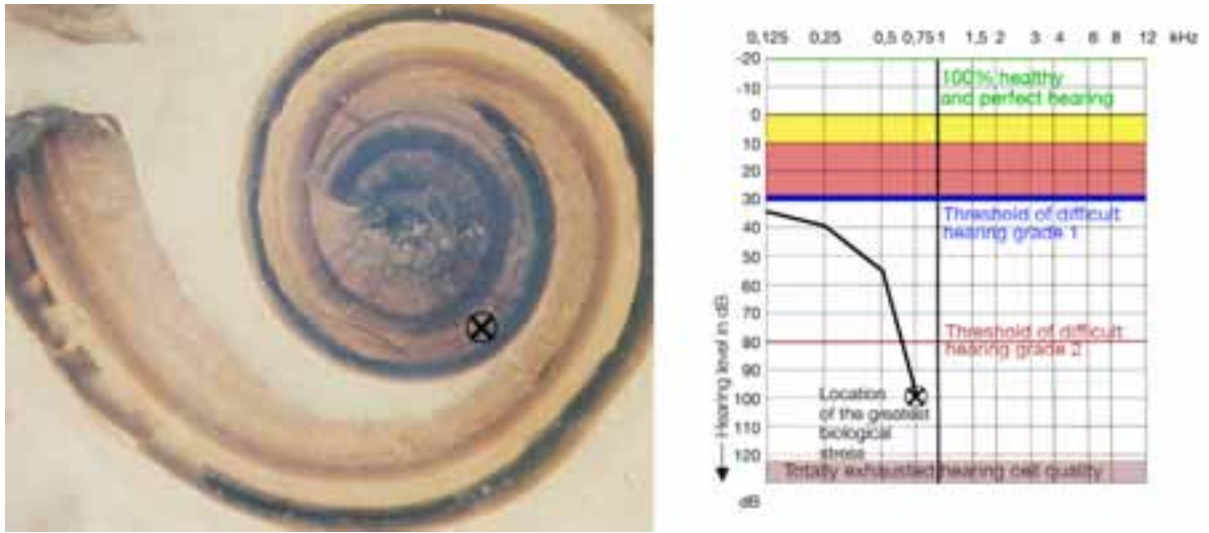 0,125 0,25 0,5 0,75 1 1,5 2 3 4 6 8 12 kHz
-20
-10
0
10
20
30
40
50
60
70
80
90
100
110
120
dB
100% healthy
and perfect hearing
Threshold of difficult
hearing grade 1
Threshold of difficult
hearing grade 2
Location
of the greatest
biological
stress
Totally exhausted hearing cell quality
Hearing level in dB